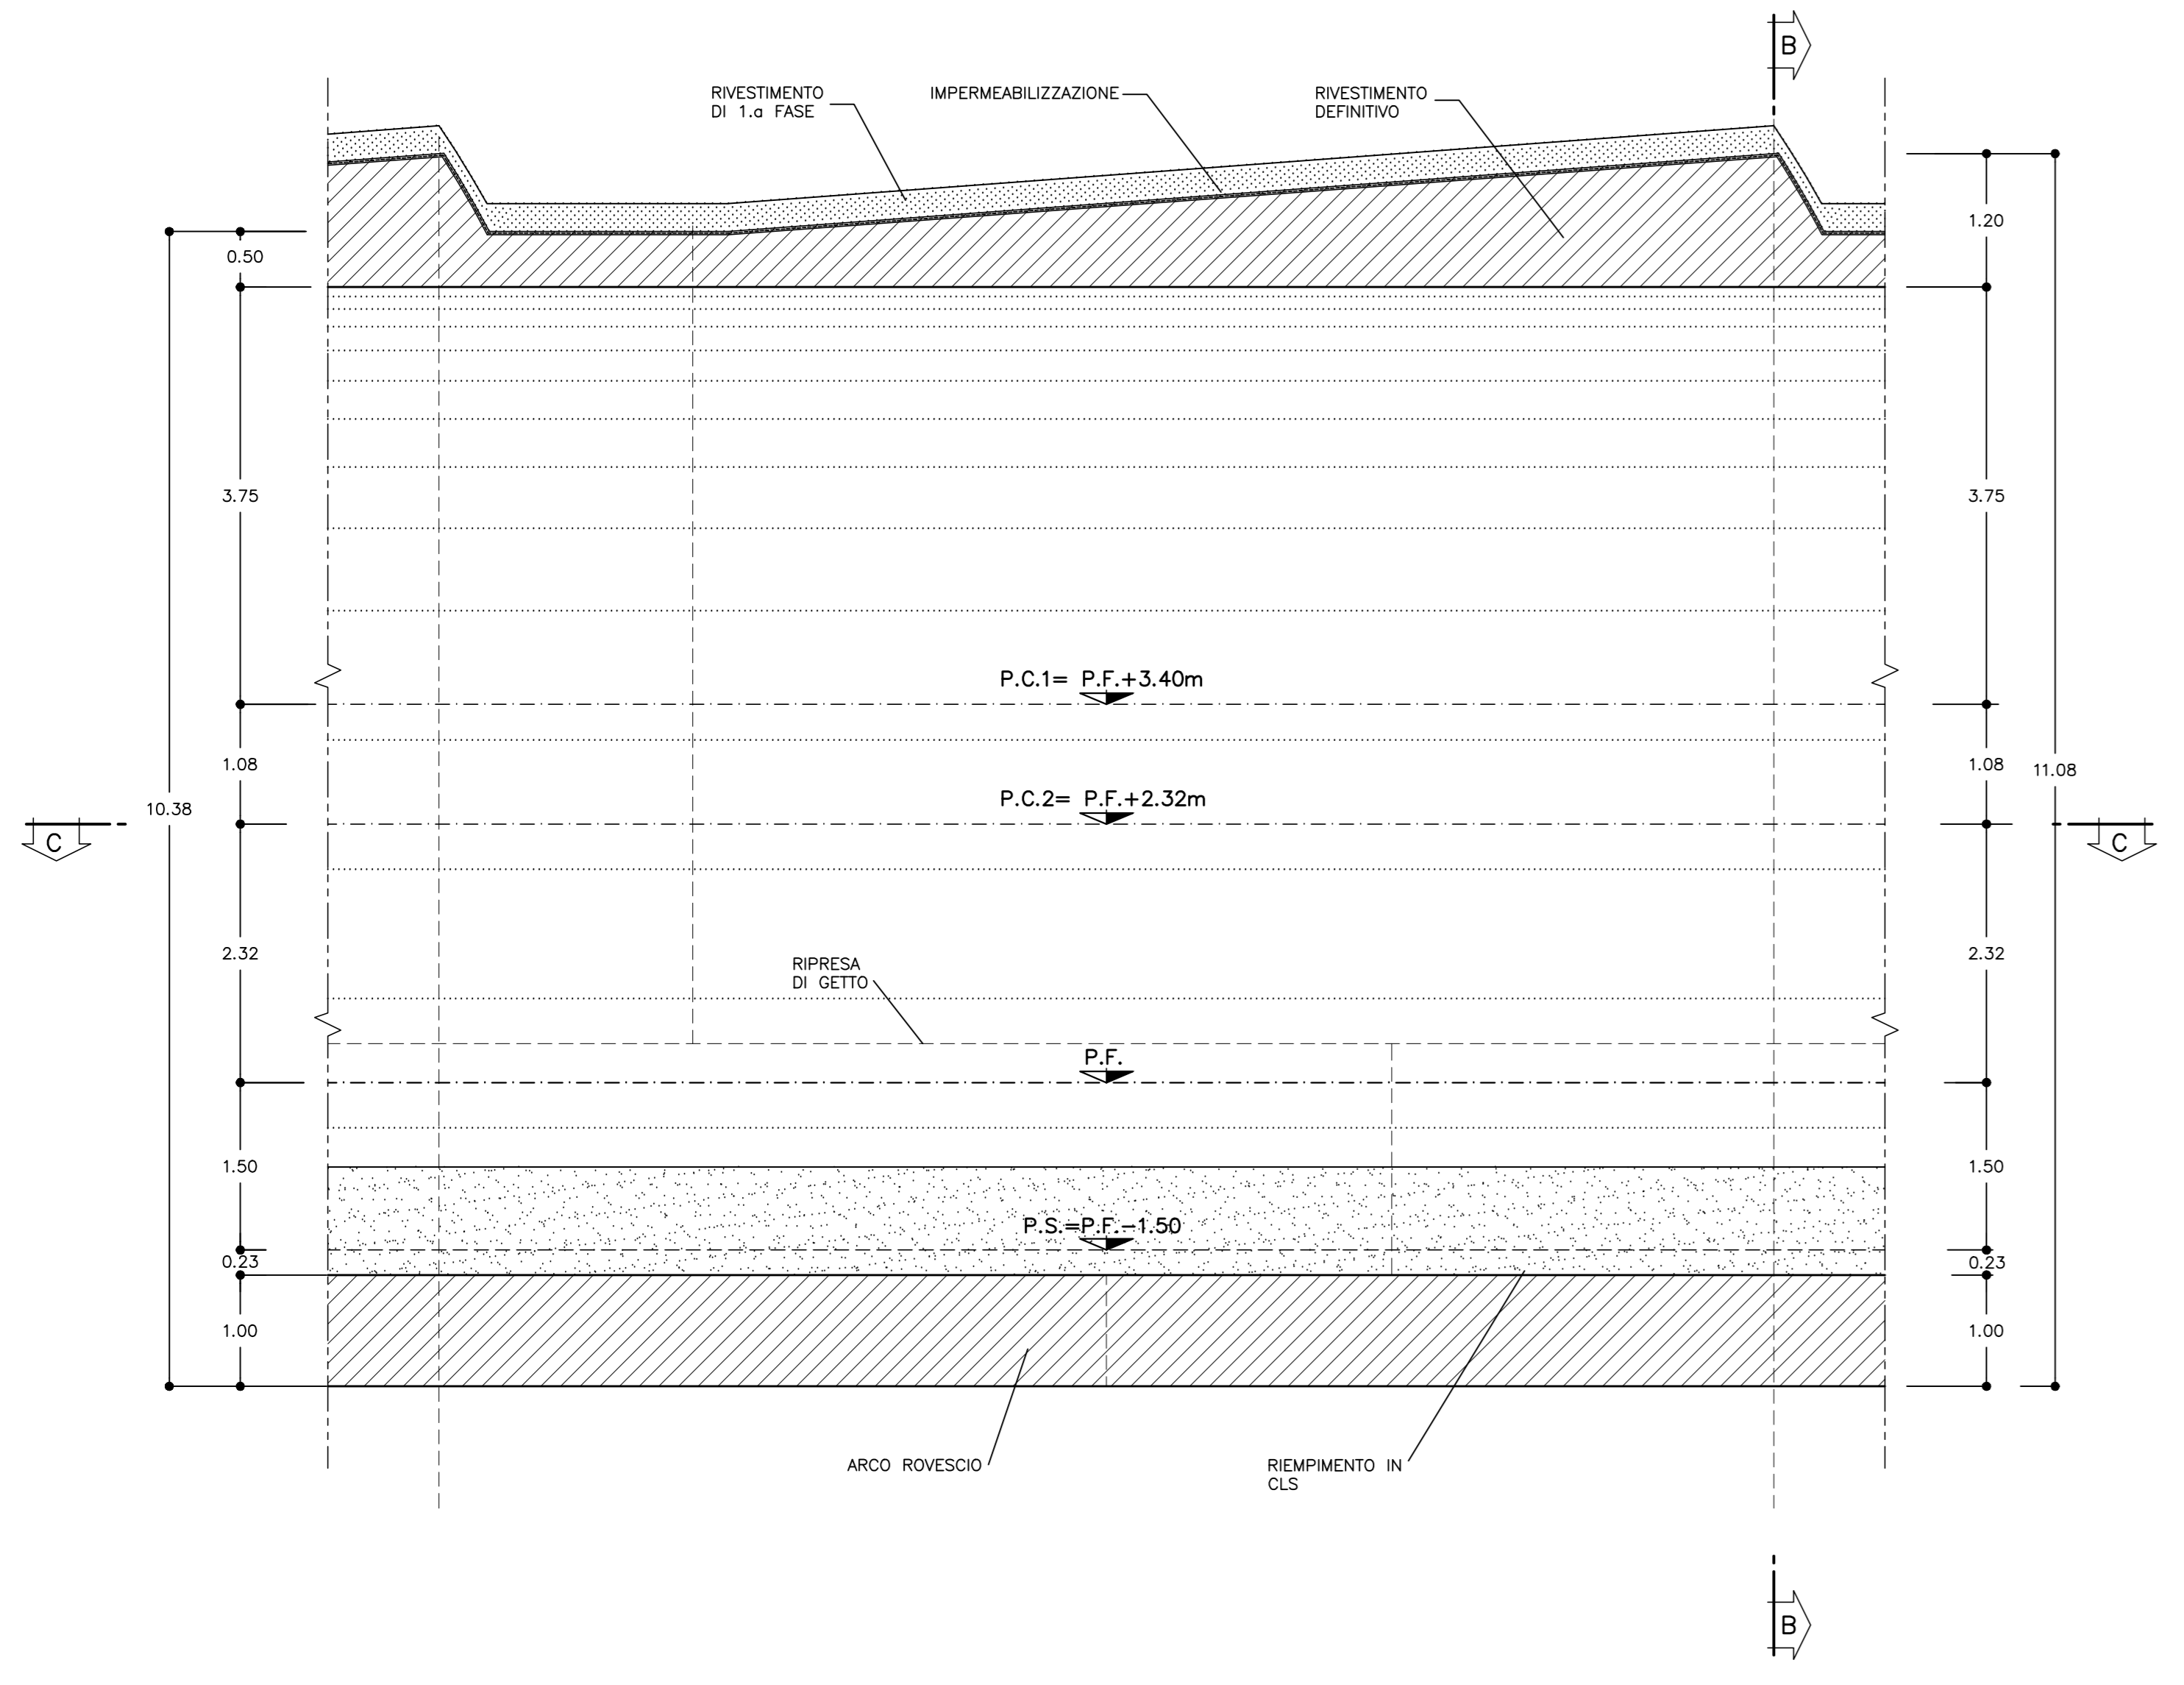 B
RIVESTIMENTO
DI 1.a FASE
IMPERMEABILIZZAZIONE
RIVESTIMENTO
DEFINITIVO
1.20
0.50
3.75
3.75
P.C.1= P.F.+3.40m
1.08
1.08
11.08
P.C.2= P.F.+2.32m
10.38
C
C
2.32
2.32
RIPRESA
DI GETTO
P.F.
1.50
1.50
P.S.=P.F.-1.50
0.23
0.23
1.00
1.00
ARCO ROVESCIO
RIEMPIMENTO IN
CLS
B